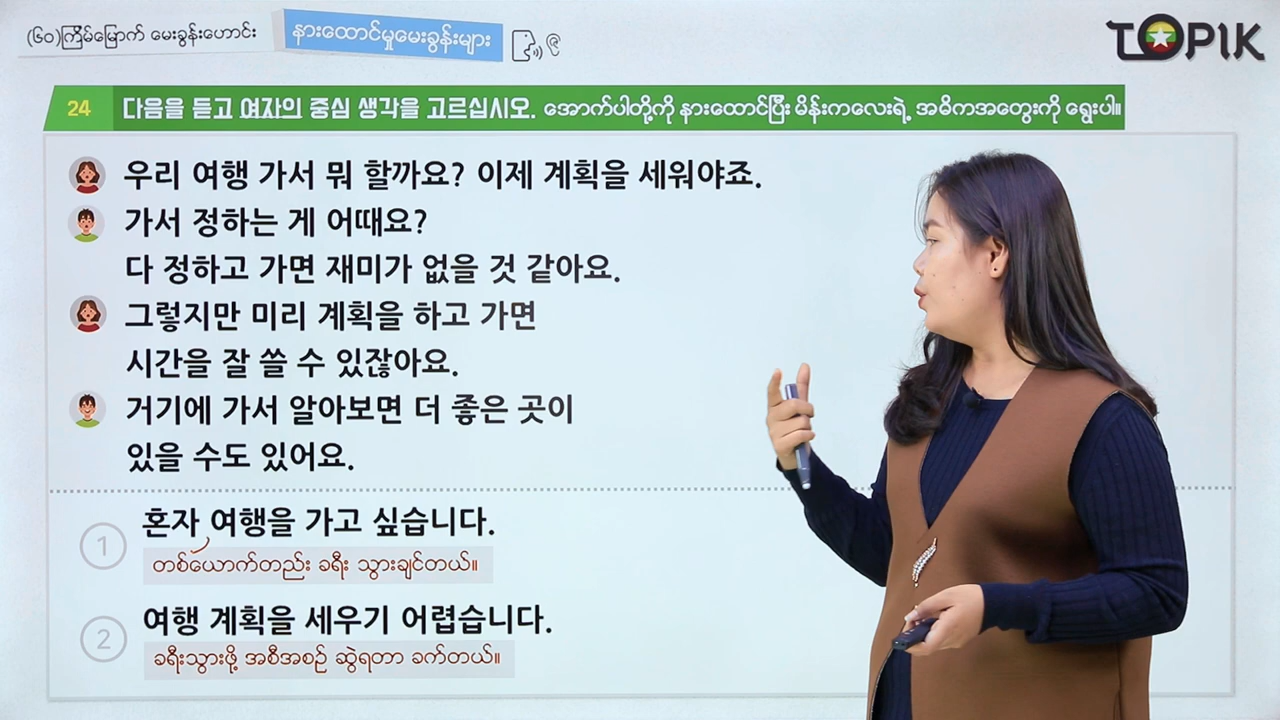 (၆၀)ကြိမ်မြောက် မေးခွန်းဟောင်း
နားထောင်မှုမေးခွန်းများ
TOPIK
24 다음을 듣고 여자의 중심 생각을 고르십시오. အောက်ပါတို့ကို နားထောင်ပြီး မိန်းကလေးရဲ့ အဓိကအတွေးကို ရွေးပါ။
우리 여행 가서 뭐 할까요? 이제 계획을 세워야죠.
가서 정하는 게 어때요?
다 정하고 가면 재미가 없을 것 같아요.
그렇지만 미리 계획을 하고 가면
시간을 잘 쓸 수 있잖아요.
거기에 가서 알아보면 더 좋은 곳이
있을 수도 있어요.
1 혼자 여행을 가고 싶습니다.
တစ်ယောက်တည်း ခရီး သွားချင်တယ်။
2 여행 계획을 세우기 어렵습니다.
ခရီးသွားဖို့ အစီအစဉ် ဆွဲရတာ ခက်တယ်။